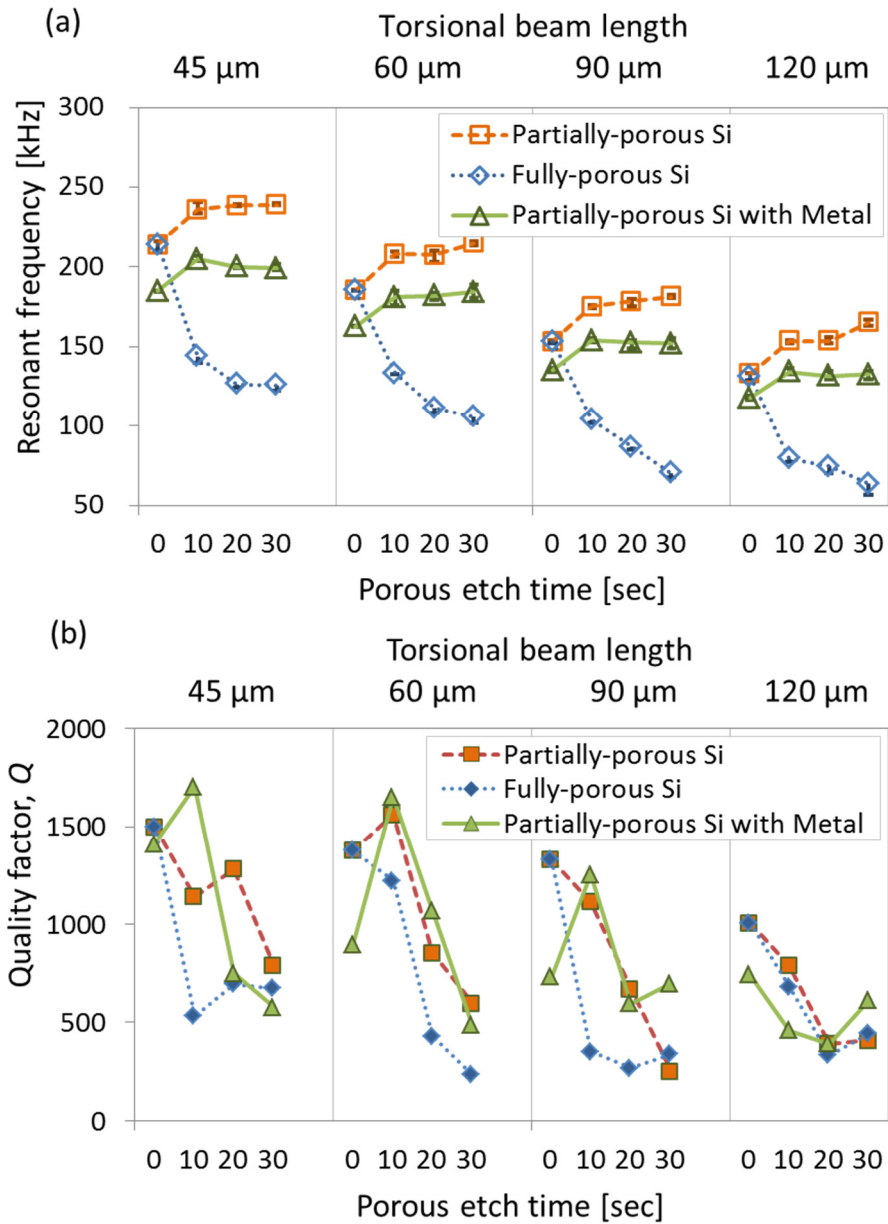 (a)
Torsional beam length
45 µm 60 µm 90 µm 120 µm
Resonant frequency [kHz]
300
250
200
150
100
50
Partially-porous Si
Fully-porous Si
Partially-porous Si with Metal
0 10 20 30 0 10 20 30 0 10 20 30 0 10 20 30
Porous etch time [sec]
(b)
Torsional beam length
45 µm 60 µm 90 µm 120 µm
Quality factor, Q
2000
1500
1000
500
0
Partially-porous Si
Fully-porous Si
Partially-porous Si with Metal
0 10 20 30 0 10 20 30 0 10 20 30 0 10 20 30
Porous etch time [sec]